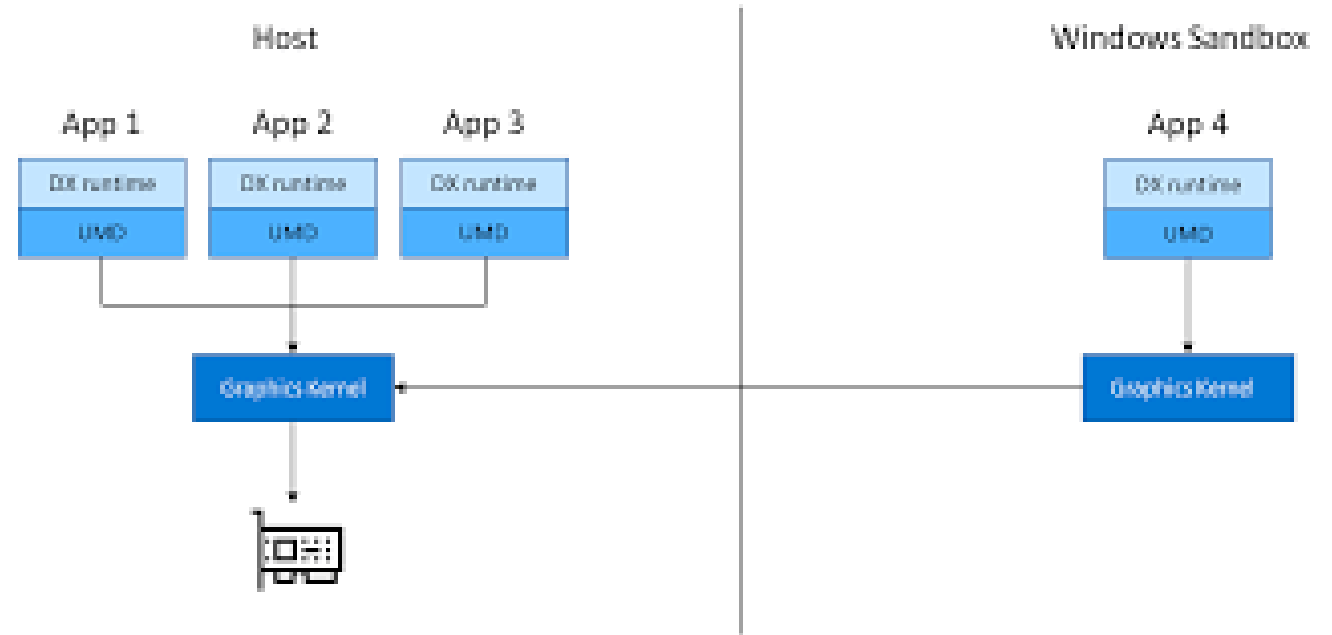 Host
Windows Sandbox
App 1
App 2
App 3
App 4
DX runtime
DX runtime
DX runtime
DX runtime
UMD
UMD
UMD
UMD
Graphics Kernel
Graphics Kernel